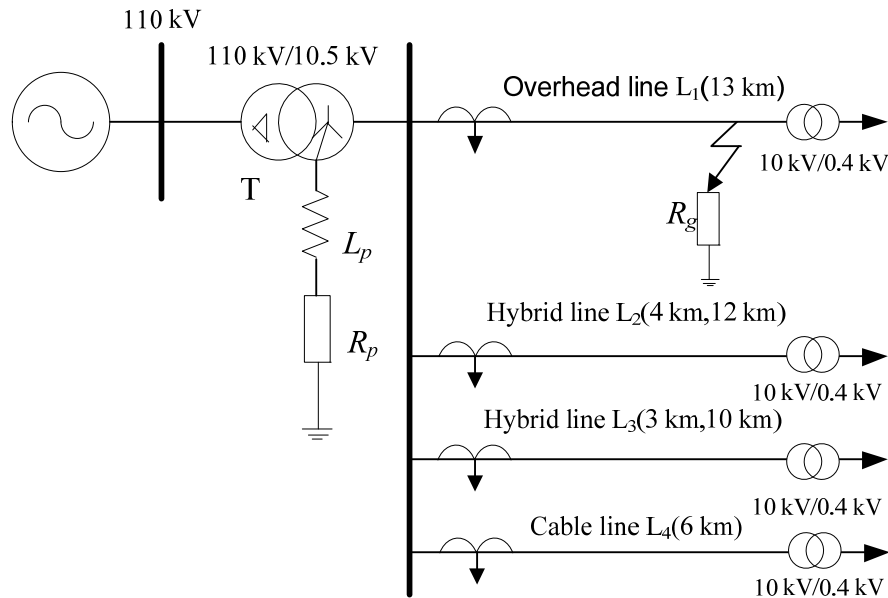 110 kV
110 kV/10.5 kV
Overhead line L₁(13 km)
T
10 kV/0.4 kV
Lₚ
R_g
Rₚ
Hybrid line L₂(4 km,12 km)
10 kV/0.4 kV
Hybrid line L₃(3 km,10 km)
10 kV/0.4 kV
Cable line L₄(6 km)
10 kV/0.4 kV